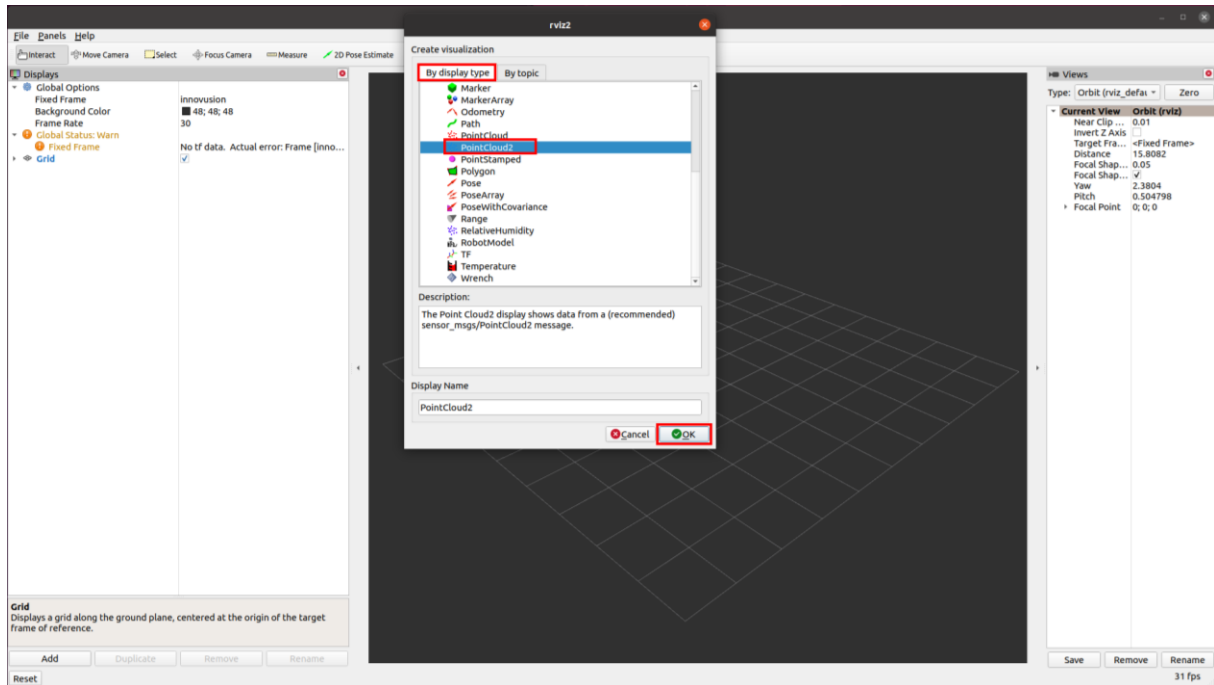 rviz2
File Panels Help
Interact Move Camera Select Focus Camera Measure 2D Pose Estimate
Displays
Global Options
Fixed Frame innovusion
Background Color 48; 48; 48
Frame Rate 30
Global Status: Warn
Fixed Frame No tf data. Actual error: Frame [inno...
Grid
Grid
Displays a grid along the ground plane, centered at the origin of the target
frame of reference.
Add Duplicate Remove Rename
Reset
Create visualization
By display type By topic
Marker
MarkerArray
Odometry
Path
PointCloud
PointCloud2
PointStamped
Polygon
Pose
PoseArray
PoseWithCovariance
Range
RelativeHumidity
RobotModel
TF
Temperature
Wrench
Description:
The Point Cloud2 display shows data from a (recommended)
sensor_msgs/PointCloud2 message.
Display Name
PointCloud2
Cancel OK
Views
Type: Orbit (rviz_defau Zero
Current View Orbit (rviz)
Near Clip ... 0.01
Invert Z Axis
Target Fra... <Fixed Frame>
Distance 15.8082
Focal Shap... 0.05
Focal Shap...
Yaw 2.3804
Pitch 0.504798
Focal Point 0; 0; 0
Save Remove Rename
31 fps